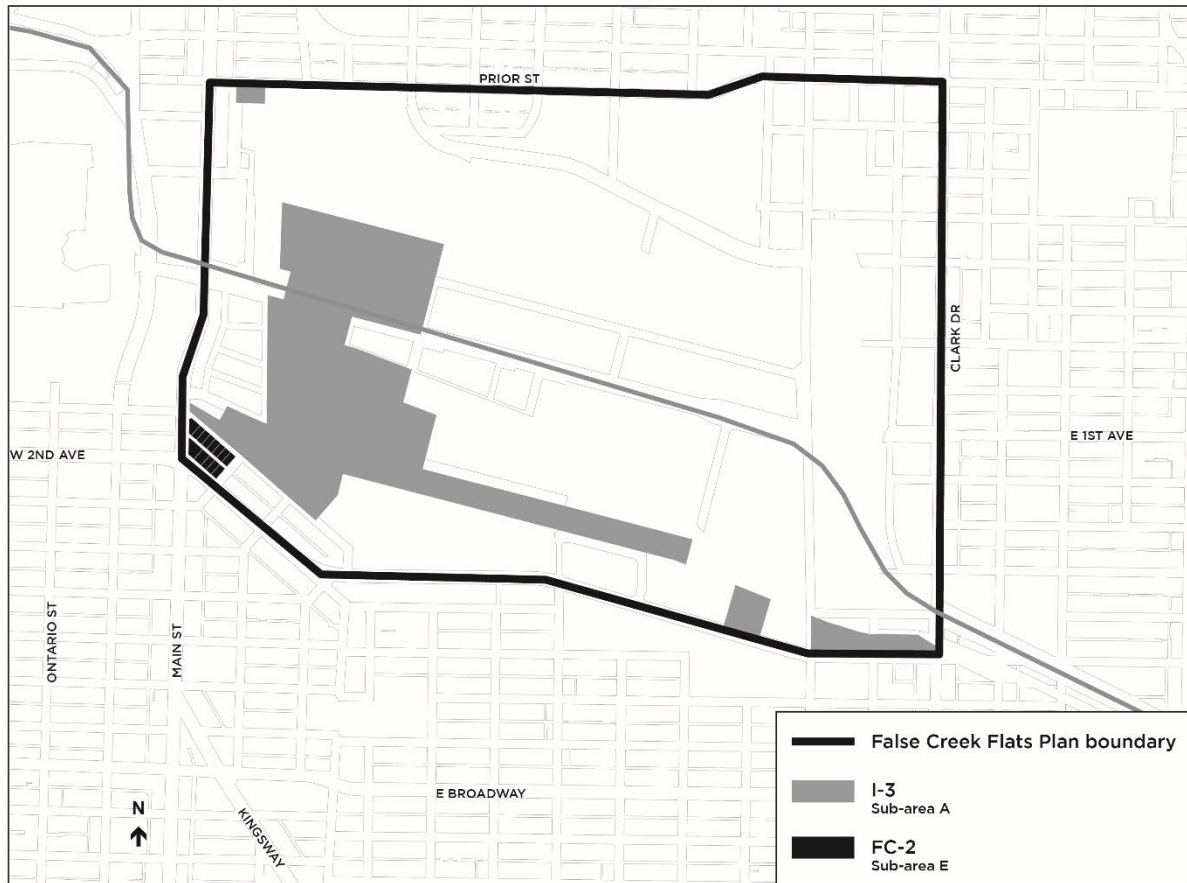 PRIOR ST
CLARK DR
E 1ST AVE
W 2ND AVE
ONTARIO ST
MAIN ST
KINGSWAY
E BROADWAY
N
False Creek Flats Plan boundary
I-3
Sub-area A
FC-2
Sub-area E